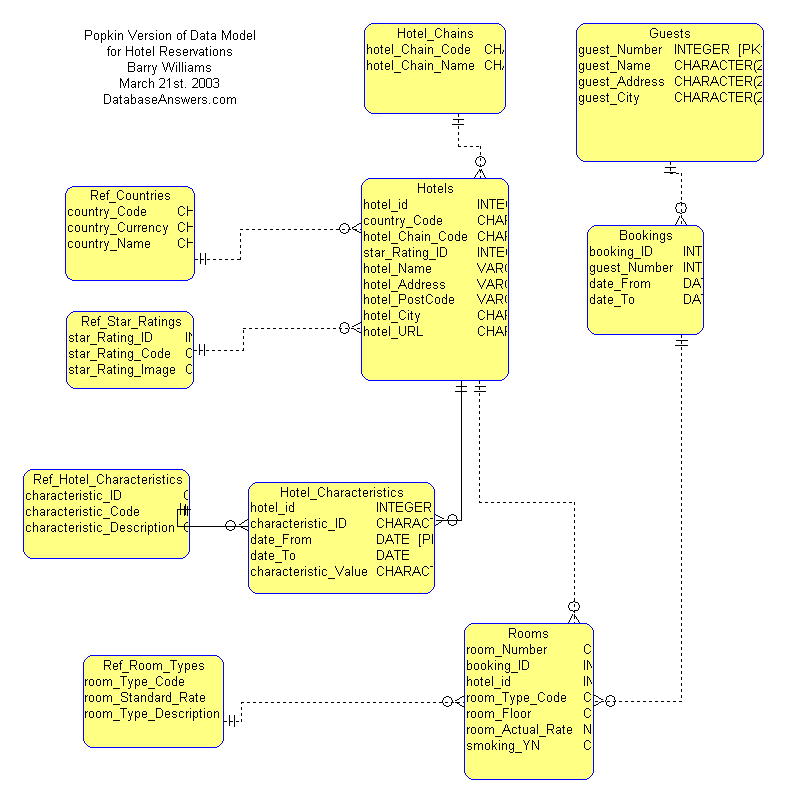 Popkin Version of Data Model
for Hotel Reservations
Barry Williams
March 21st. 2003
DatabaseAnswers.com
Hotel_Chains
hotel_Chain_Code CHA
hotel_Chain_Name CHA
Guests
guest_Number INTEGER [PK
guest_Name CHARACTER(2
guest_Address CHARACTER(2
guest_City CHARACTER(2
Ref_Countries
country_Code CH
country_Currency CH
country_Name CH
Hotels
hotel_id INTE
country_Code CHAR
hotel_Chain_Code CHAR
star_Rating_ID INTE
hotel_Name VARC
hotel_Address VARC
hotel_PostCode VARC
hotel_City CHAR
hotel_URL CHAR
Bookings
booking_ID INT
guest_Number INT
date_From DAT
date_To DAT
Ref_Star_Ratings
star_Rating_ID IN
star_Rating_Code C
star_Rating_Image C
Ref_Hotel_Characteristics
characteristic_ID C
characteristic_Code
characteristic_Description C
Hotel_Characteristics
hotel_id INTEGER
characteristic_ID CHARACT
date_From DATE [PI
date_To DATE
characteristic_Value CHARACT
Rooms
room_Number C
booking_ID IN
hotel_id IN
room_Type_Code C
room_Floor C
room_Actual_Rate N
smoking_YN C
Ref_Room_Types
room_Type_Code
room_Standard_Rate
room_Type_Description